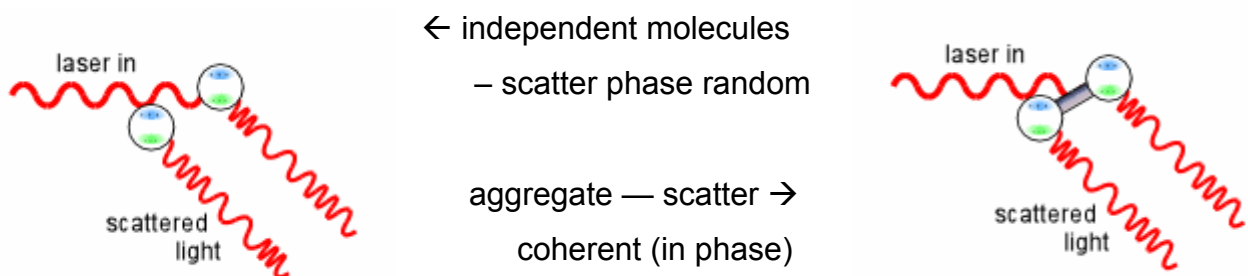 laser in
scattered
light
← independent molecules
– scatter phase random
aggregate — scatter →
coherent (in phase)
laser in
scattered
light